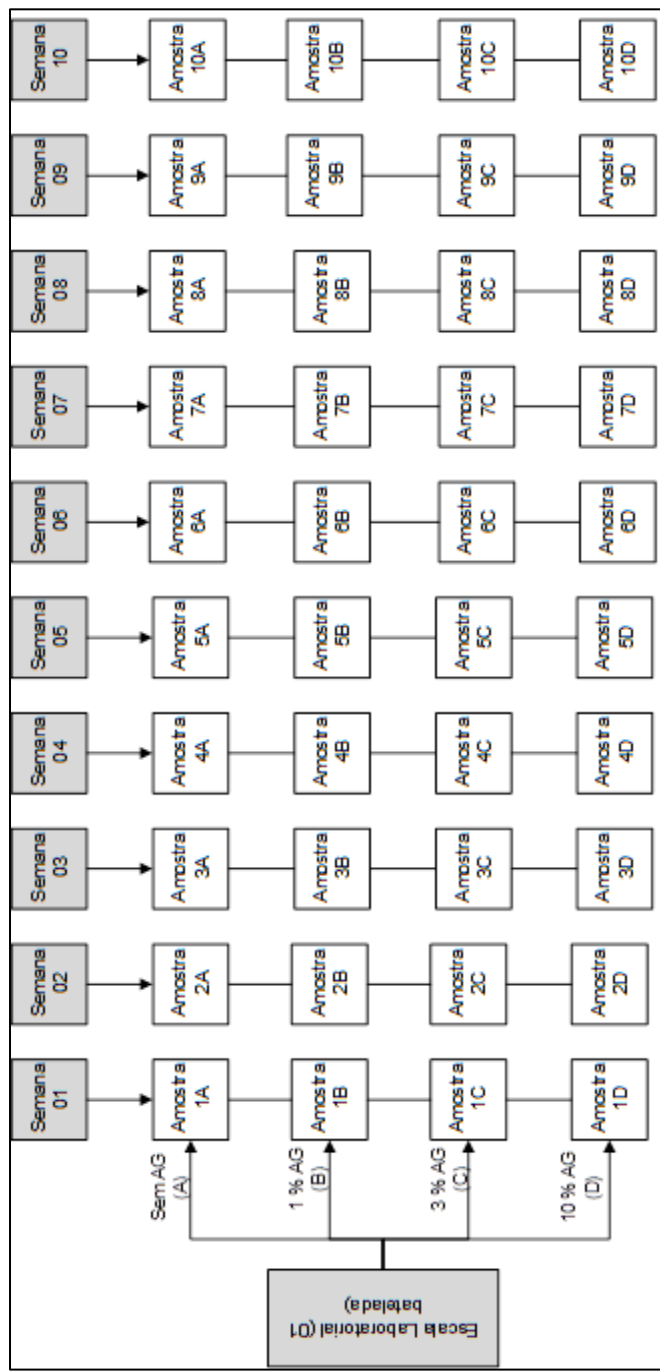 Semana
01
Semana
02
Semana
03
Semana
04
Semana
05
Semana
06
Semana
07
Semana
08
Semana
09
Semana
10
Sem AG
(A)
Amostra
1A
Amostra
2A
Amostra
3A
Amostra
4A
Amostra
5A
Amostra
6A
Amostra
7A
Amostra
8A
Amostra
9A
Amostra
10A
1 % AG
(B)
Amostra
1B
Amostra
2B
Amostra
3B
Amostra
4B
Amostra
5B
Amostra
6B
Amostra
7B
Amostra
8B
Amostra
9B
Amostra
10B
3 % AG
(C)
Amostra
1C
Amostra
2C
Amostra
3C
Amostra
4C
Amostra
5C
Amostra
6C
Amostra
7C
Amostra
8C
Amostra
9C
Amostra
10C
10 % AG
(D)
Amostra
1D
Amostra
2D
Amostra
3D
Amostra
4D
Amostra
5D
Amostra
6D
Amostra
7D
Amostra
8D
Amostra
9D
Amostra
10D
Escala Laboratorial (01
batelada)